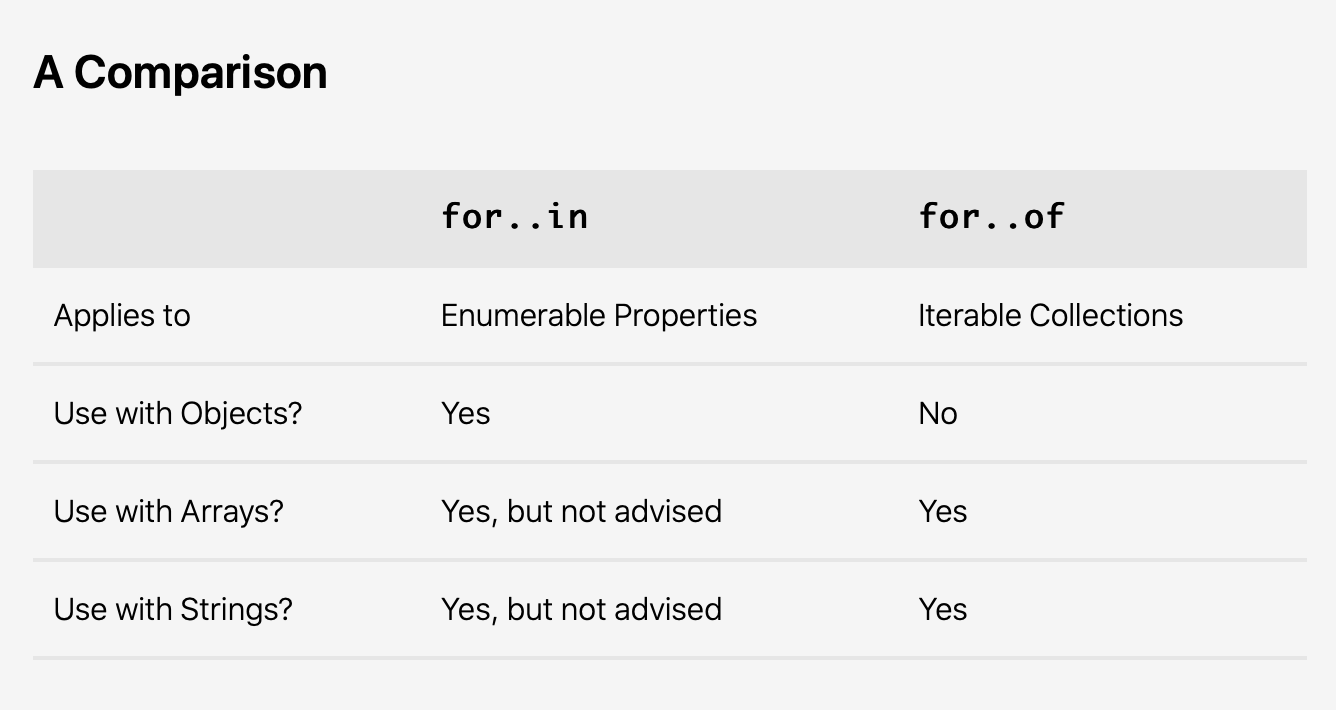 A Comparison
for..in for..of
Applies to Enumerable Properties Iterable Collections
Use with Objects? Yes No
Use with Arrays? Yes, but not advised Yes
Use with Strings? Yes, but not advised Yes